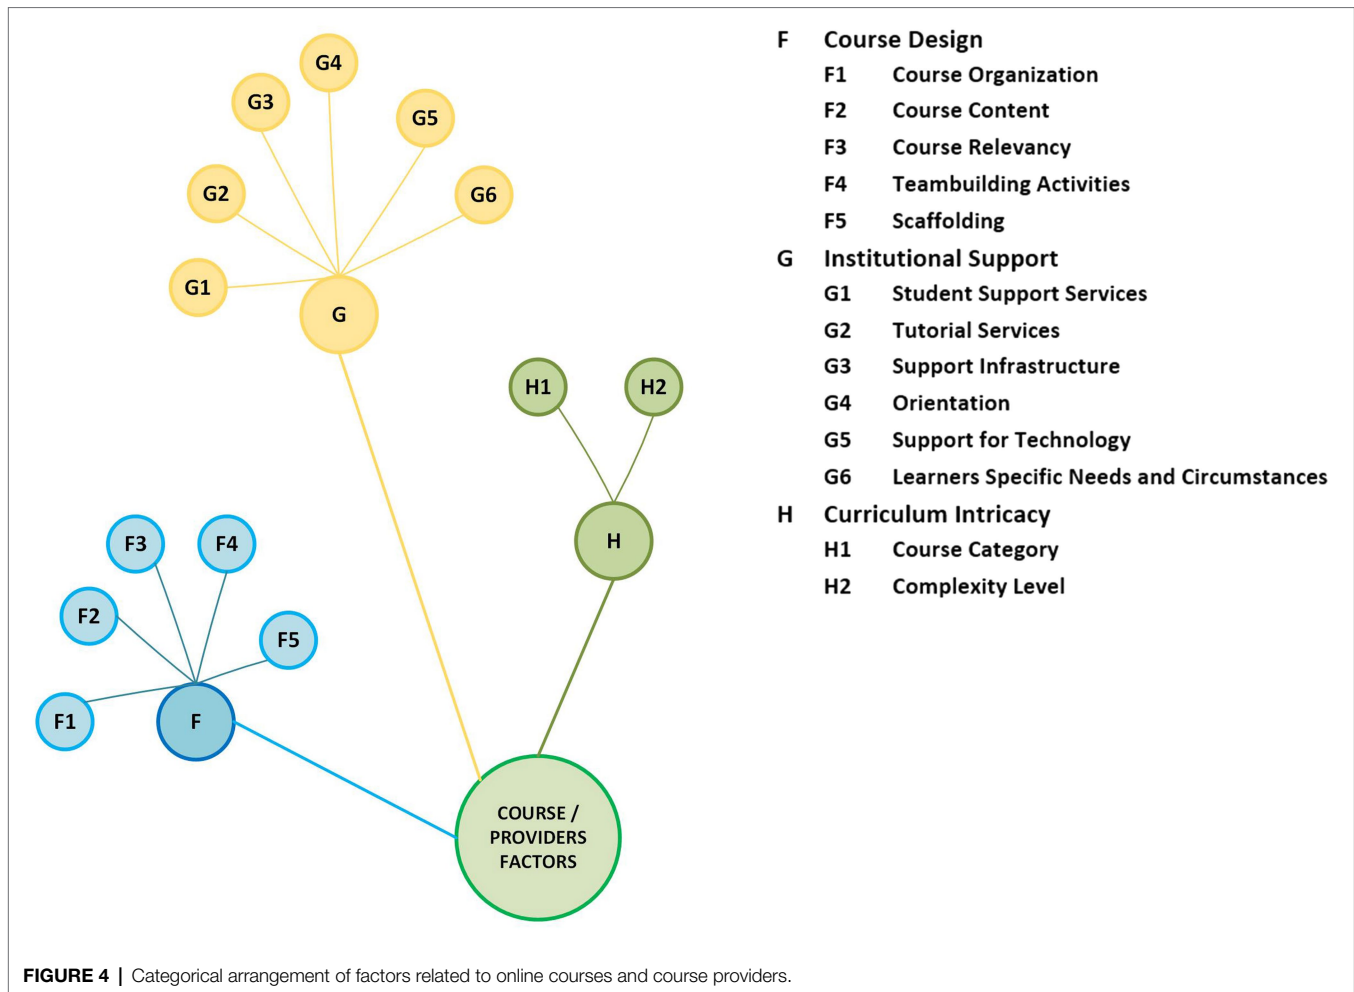 G4
G3
G5
G2
G6
G1
G
H1
H2
H
F3
F4
F2
F5
F1
F
COURSE /
PROVIDERS
FACTORS
F Course Design
F1 Course Organization
F2 Course Content
F3 Course Relevancy
F4 Teambuilding Activities
F5 Scaffolding
G Institutional Support
G1 Student Support Services
G2 Tutorial Services
G3 Support Infrastructure
G4 Orientation
G5 Support for Technology
G6 Learners Specific Needs and Circumstances
H Curriculum Intricacy
H1 Course Category
H2 Complexity Level
FIGURE 4 | Categorical arrangement of factors related to online courses and course providers.